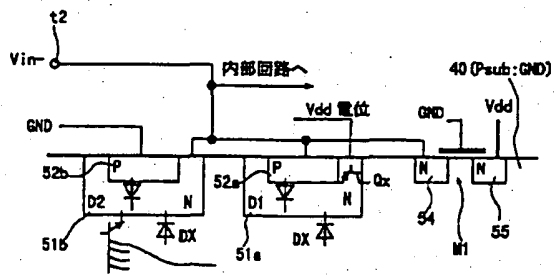 t2
Vin-
内部回路へ
40(Psub:GND)
Vdd 電位
GND
GND
Vdd
52b
P
52a
P
Qx
N
N
D2
N
D1
N
54
55
51b
DX
51a
DX
M1